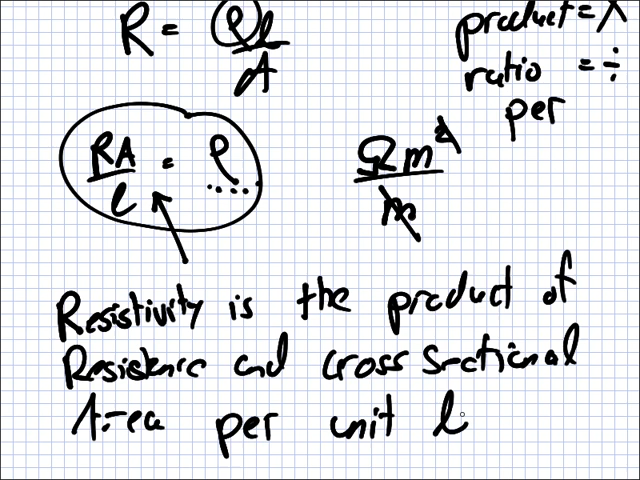 R = ρl / A
product = ×
ratio = ÷
per
RA / l = ρ ....
Ωm² / m
Resistivity is the product of
Resistance and cross sectional
Area per unit l